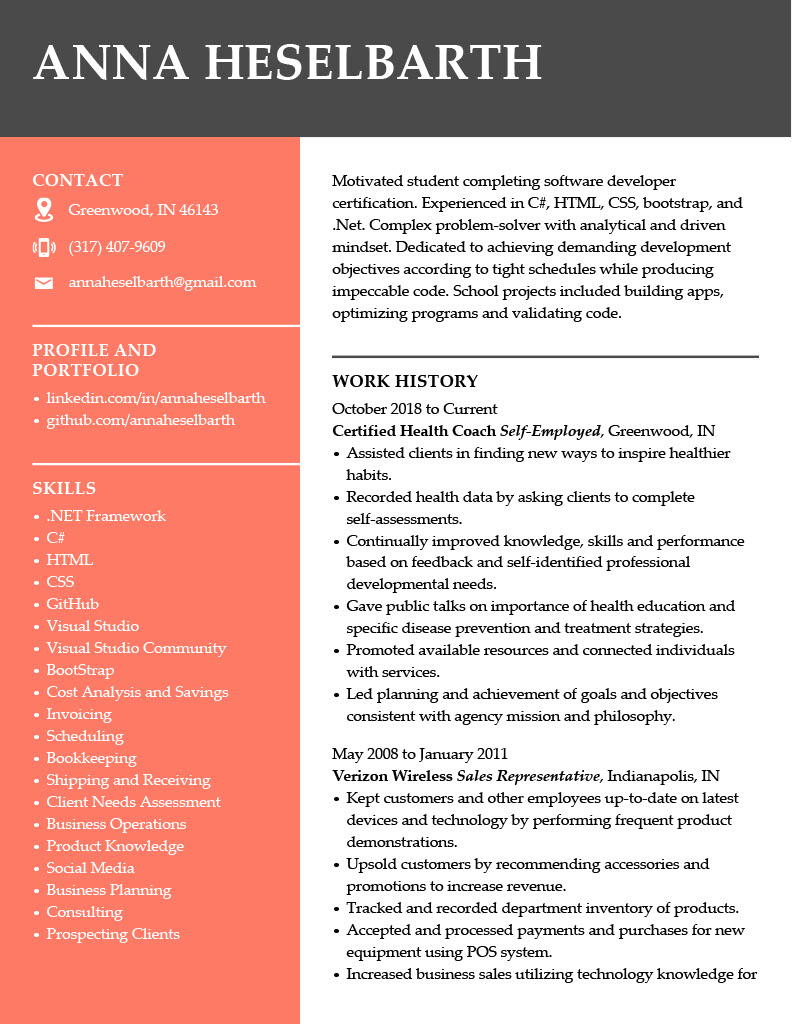 ANNA HESELBARTH
CONTACT
Greenwood, IN 46143
(317) 407-9609
annaheselbarth@gmail.com
PROFILE AND
PORTFOLIO
• linkedin.com/in/annaheselbarth
• github.com/annaheselbarth
SKILLS
• .NET Framework
• C#
• HTML
• CSS
• GitHub
• Visual Studio
• Visual Studio Community
• BootStrap
• Cost Analysis and Savings
• Invoicing
• Scheduling
• Bookkeeping
• Shipping and Receiving
• Client Needs Assessment
• Business Operations
• Product Knowledge
• Social Media
• Business Planning
• Consulting
• Prospecting Clients
Motivated student completing software developer
certification. Experienced in C#, HTML, CSS, bootstrap, and
.Net. Complex problem-solver with analytical and driven
mindset. Dedicated to achieving demanding development
objectives according to tight schedules while producing
impeccable code. School projects included building apps,
optimizing programs and validating code.
WORK HISTORY
October 2018 to Current
Certified Health Coach Self-Employed, Greenwood, IN
• Assisted clients in finding new ways to inspire healthier
habits.
• Recorded health data by asking clients to complete
self-assessments.
• Continually improved knowledge, skills and performance
based on feedback and self-identified professional
developmental needs.
• Gave public talks on importance of health education and
specific disease prevention and treatment strategies.
• Promoted available resources and connected individuals
with services.
• Led planning and achievement of goals and objectives
consistent with agency mission and philosophy.
May 2008 to January 2011
Verizon Wireless Sales Representative, Indianapolis, IN
• Kept customers and other employees up-to-date on latest
devices and technology by performing frequent product
demonstrations.
• Upsold customers by recommending accessories and
promotions to increase revenue.
• Tracked and recorded department inventory of products.
• Accepted and processed payments and purchases for new
equipment using POS system.
• Increased business sales utilizing technology knowledge for